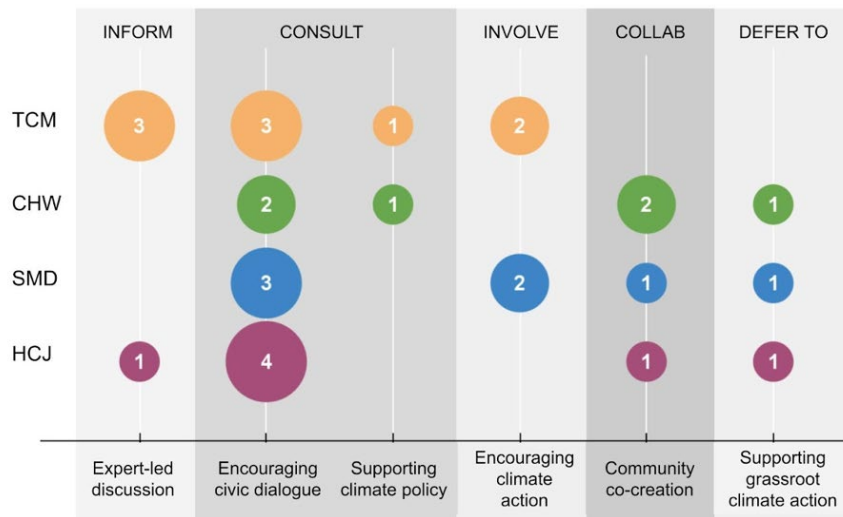 INFORM CONSULT INVOLVE COLLAB DEFER TO
TCM 3 3 1 2
CHW 2 1 2 1
SMD 3 2 1 1
HCJ 1 4 1 1
Expert-led discussion
Encouraging civic dialogue
Supporting climate policy
Encouraging climate action
Community co-creation
Supporting grassroot climate action